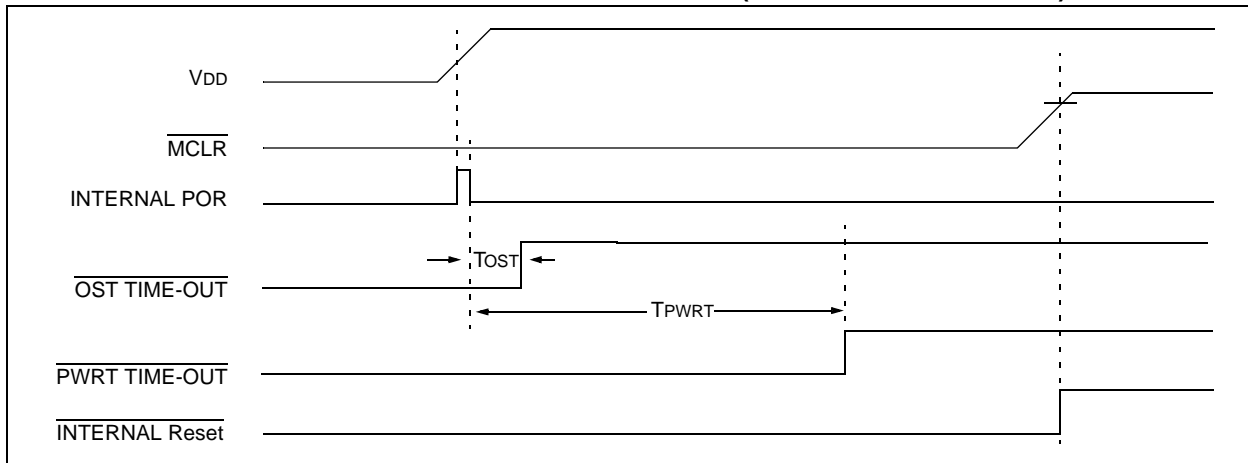 VDD
MCLR
INTERNAL POR
TOST
OST TIME-OUT
TPWRT
PWRT TIME-OUT
INTERNAL Reset